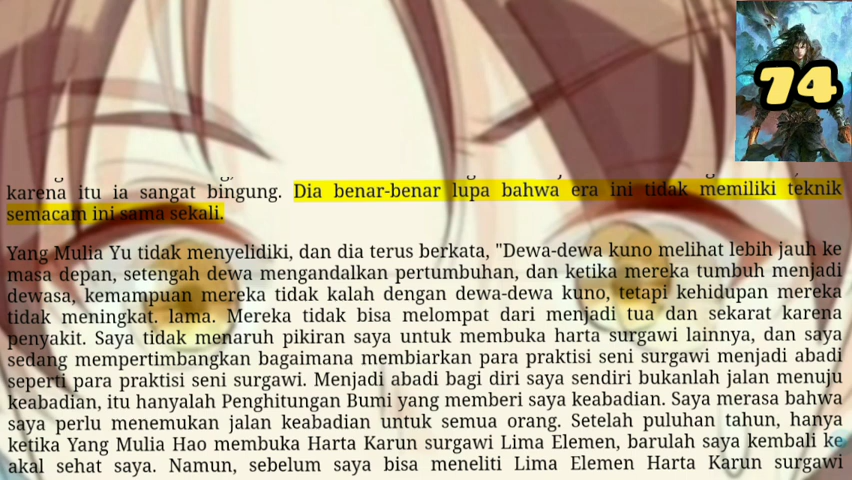 74
karena itu ia sangat bingung. Dia benar-benar lupa bahwa era ini tidak memiliki teknik
semacam ini sama sekali.
Yang Mulia Yu tidak menyelidiki, dan dia terus berkata, "Dewa-dewa kuno melihat lebih jauh ke
masa depan, setengah dewa mengandalkan pertumbuhan, dan ketika mereka tumbuh menjadi
dewasa, kemampuan mereka tidak kalah dengan dewa-dewa kuno, tetapi kehidupan mereka
tidak meningkat. lama. Mereka tidak bisa melompat dari menjadi tua dan sekarat karena
penyakit. Saya tidak menaruh pikiran saya untuk membuka harta surgawi lainnya, dan saya
sedang mempertimbangkan bagaimana membiarkan para praktisi seni surgawi menjadi abadi
seperti para praktisi seni surgawi. Menjadi abadi bagi diri saya sendiri bukanlah jalan menuju
keabadian, itu hanyalah Penghitungan Bumi yang memberi saya keabadian. Saya merasa bahwa
saya perlu menemukan jalan keabadian untuk semua orang. Setelah puluhan tahun, hanya
ketika Yang Mulia Hao membuka Harta Karun surgawi Lima Elemen, barulah saya kembali ke
akal sehat saya. Namun, sebelum saya bisa meneliti Lima Elemen Harta Karun surgawi